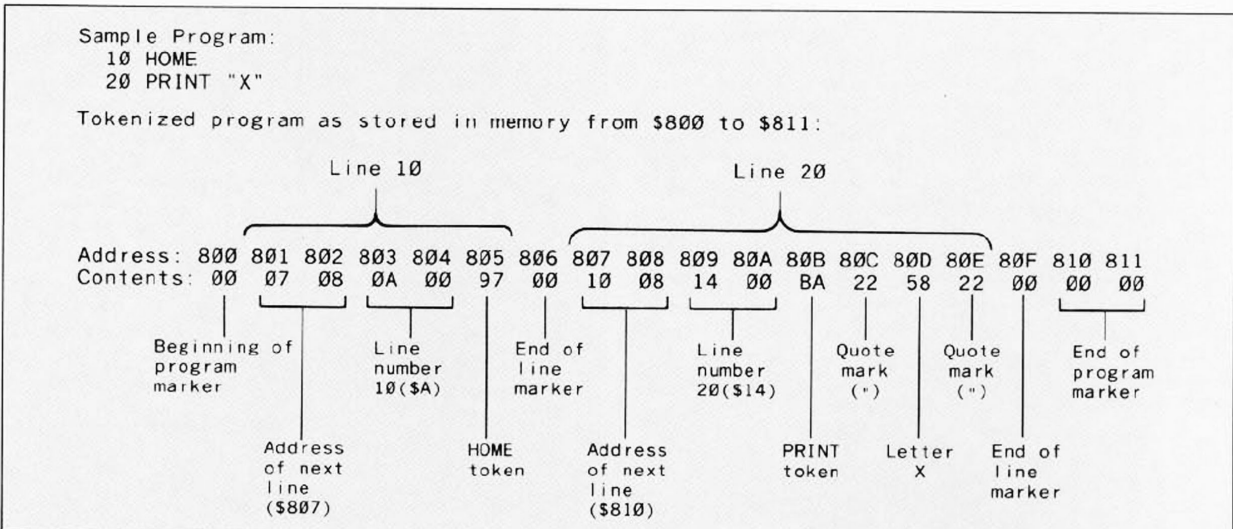 Sample Program:
10 HOME
20 PRINT "X"
Tokenized program as stored in memory from $800 to $811:
Line 10
Line 20
Address: 800 801 802 803 804 805 806 807 808 809 80A 80B 80C 80D 80E 80F 810 811
Contents: 00 07 08 0A 00 97 00 10 08 14 00 BA 22 58 22 00 00 00
Beginning of
program
marker
Line
number
10($A)
End of
line
marker
Line
number
20($14)
Quote
mark
(")
Quote
mark
(")
End of
program
marker
Address
of next
line
($807)
HOME
token
Address
of next
line
($810)
PRINT
token
Letter
X
End of
line
marker